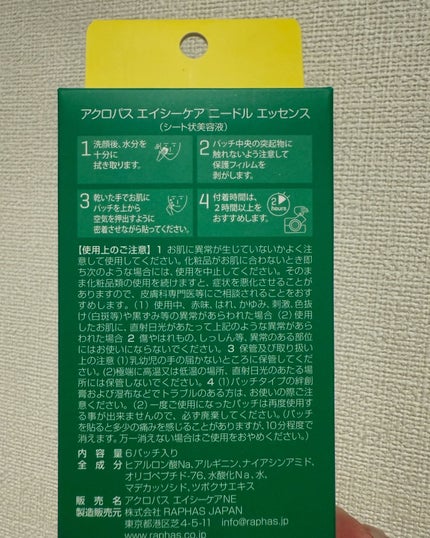 アクロパス エイシーケア ニードル エッセンス
(シート状美容液)
1 洗顔後、水分を
十分に
拭き取ります。
2 パッチ中央の突起物に
触れないよう注意して
保護フィルムを
剥がします。
3 乾いた手でお肌に
パッチを上から
空気を押出すように
密着させながら貼ってください。
4 付着時間は、
2時間以上を
おすすめします。
2 hours
【使用上のご注意】1 お肌に異常が生じていないかよく注
意して使用してください。化粧品がお肌に合わないとき即
ち次のような場合には、使用を中止してください。そのま
ま化粧品類の使用を続けますと、症状を悪化させることが
ありますので、皮膚科専門医等にご相談されることをおす
すめします。(1) 使用中、赤味、はれ、かゆみ、刺激、色抜
け(白斑等)や黒ずみ等の異常があらわれた場合 (2) 使用
したお肌に、直射日光があたって上記のような異常があら
われた場合 2 傷やはれもの、しっしん等、異常のある部位
にはお使いにならないでください。3 保管及び取り扱い
上の注意 (1) 乳幼児の手の届かないところに保管してくだ
さい。(2)極端に高温又は低温の場所、直射日光のあたる場
所には保管しないでください。4 (1)パッチタイプの絆創
膏および湿布などでトラブルのある方は、お使いの際ご注
意ください。(2) 一度ご使用になったパッチは再度使用す
る事が出来ませんので、必ず廃棄してください。(パッチ
を貼ると多少の痛みを感じることがありますが、10分程度で
消えます。万一消えない場合はご使用をおやめください。)
内 容 量 6パッチ入り
全 成 分 ヒアルロン酸Na、アルギニン、ナイアシンアミド、
オリゴペプチド-76、水酸化Na、水、
マデカッソシド、ツボクサエキス
販 売 名 アクロパス エイシーケアNE
製造販売元 株式会社 RAPHAS JAPAN
東京都港区芝4-5-11 info@raphas.jp
www.raphas.co.jp